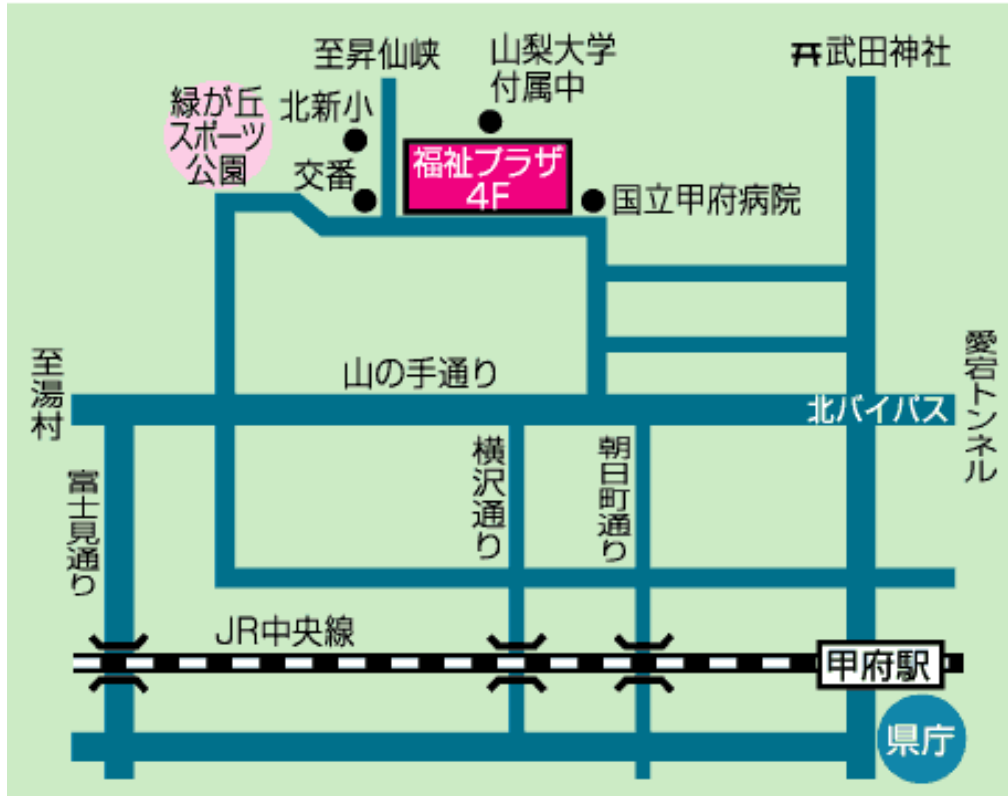 至昇仙峡
山梨大学
付属中
武田神社
緑が丘
スポーツ
公園
北新小
交番
福祉プラザ
4F
国立甲府病院
至湯村
山の手通り
北バイパス
愛宕トンネル
富士見通り
横沢通り
朝日町通り
JR中央線
甲府駅
県庁